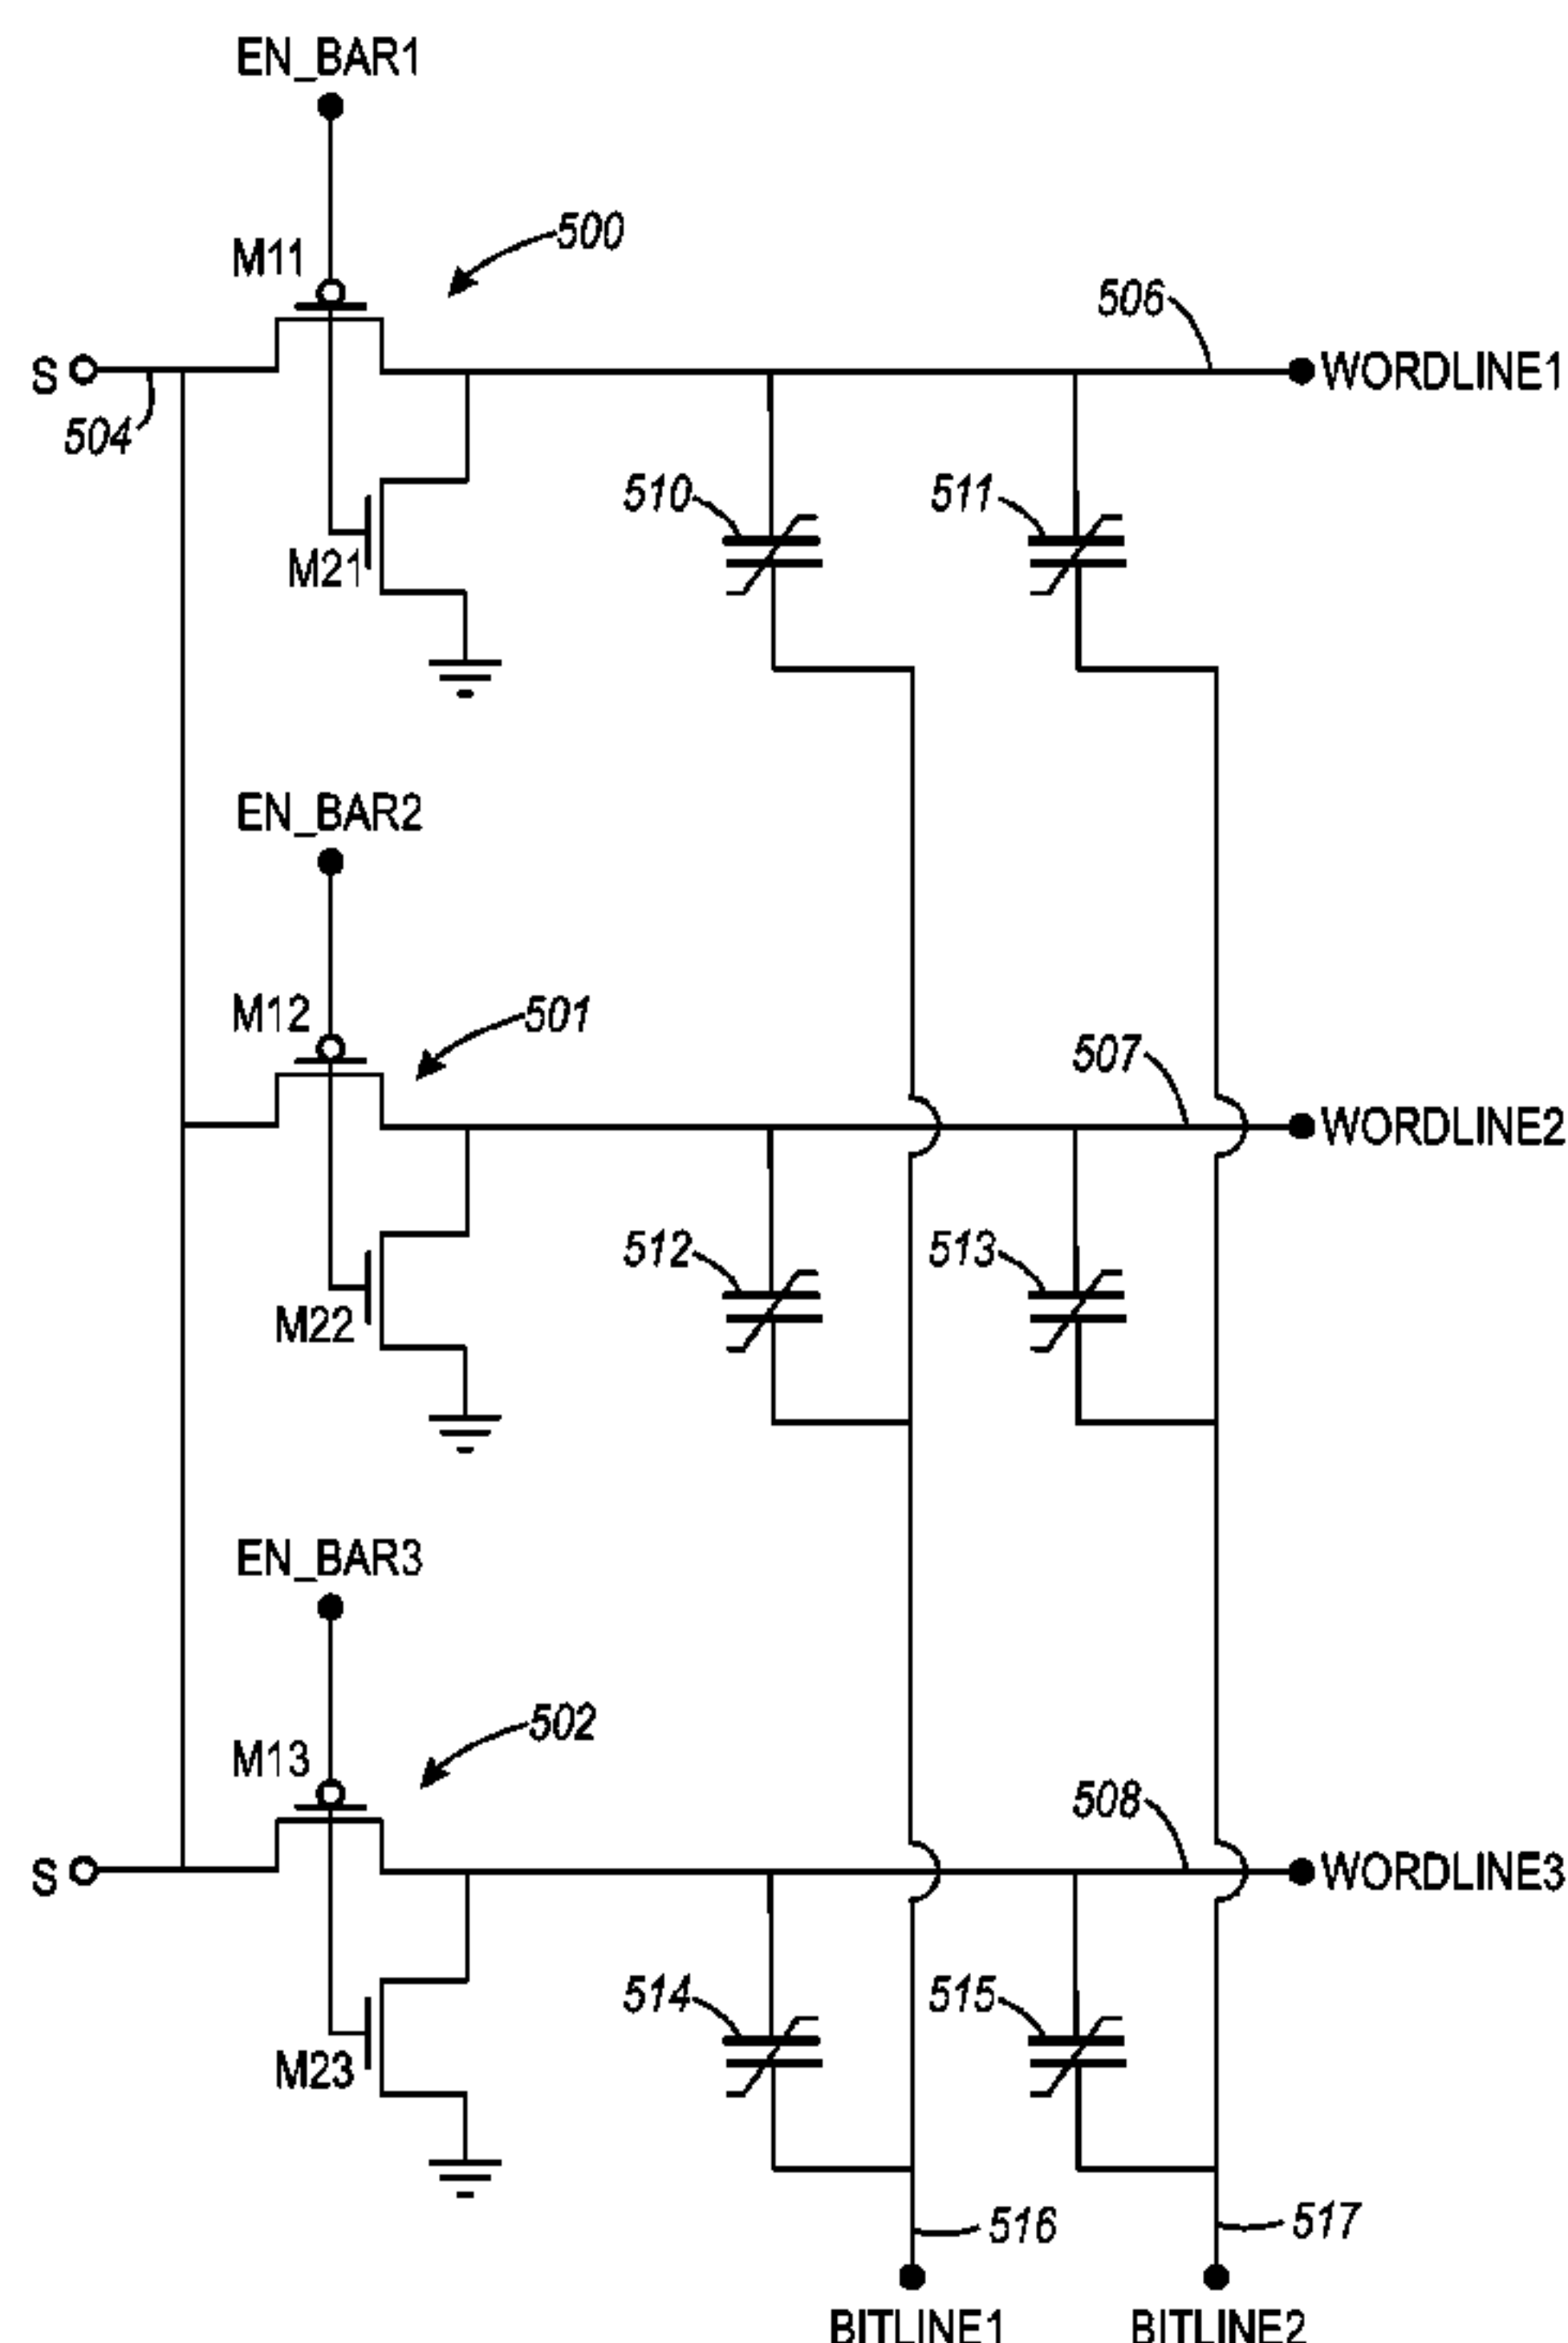 EN_BAR1
M11
500
506
S
WORDLINE1
504
510
511
M21
EN_BAR2
M12
501
507
WORDLINE2
512
513
M22
EN_BAR3
M13
502
508
S
WORDLINE3
514
515
M23
516
517
BITLINE1
BITLINE2